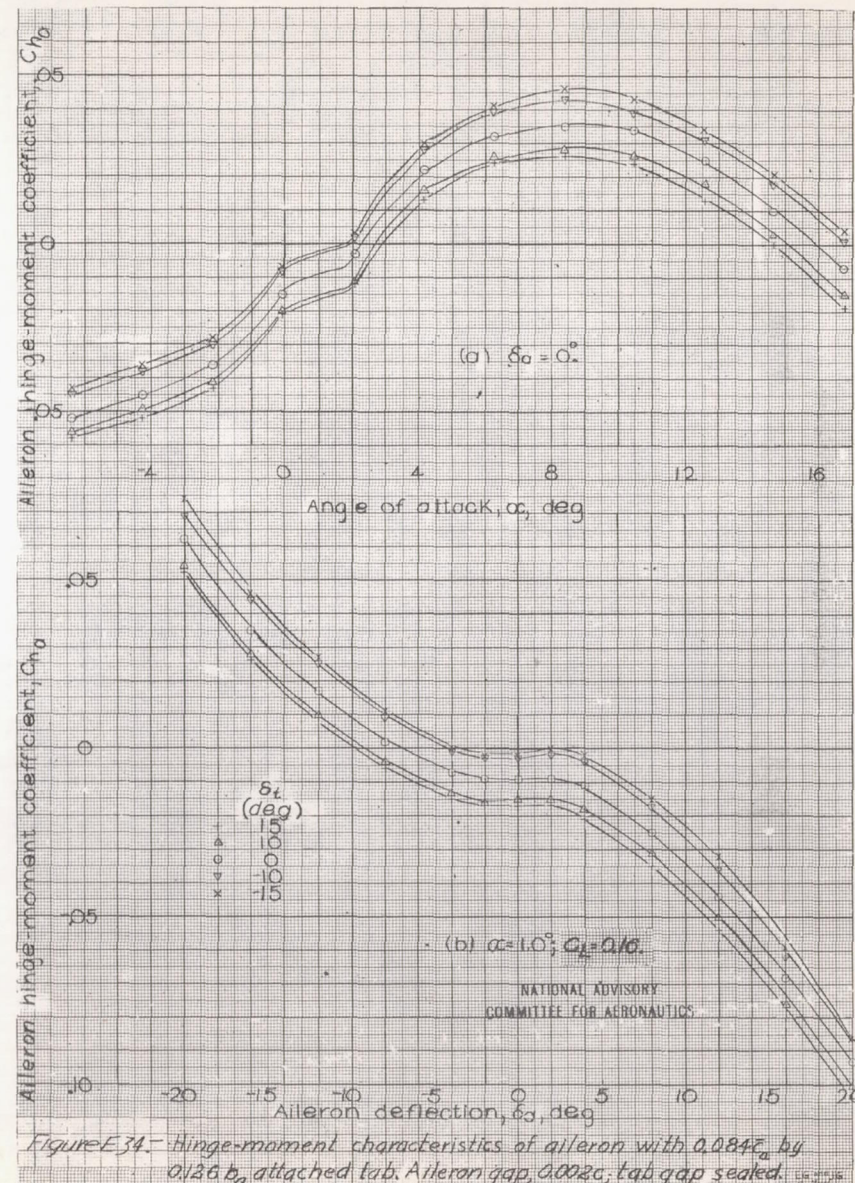 Aileron hinge-moment coefficient, Cho
.05
0
.05
(a) δa = 0°
-4
0
4
8
12
16
Angle of attack, α, deg
Aileron hinge-moment coefficient, Cho
.05
0
-.05
.10
δt
(deg)
+ 15
10
○ 0
▽ -10
× -15
(b) α = 1.0°; CL = 0.16.
NATIONAL ADVISORY
COMMITTEE FOR AERONAUTICS
-20
-15
-10
-5
0
5
10
15
20
Aileron deflection, δa, deg
Figure E34.- Hinge-moment characteristics of aileron with 0.084c̄a by
0.126 ba attached tab. Aileron gap, 0.002c; tab gap sealed.